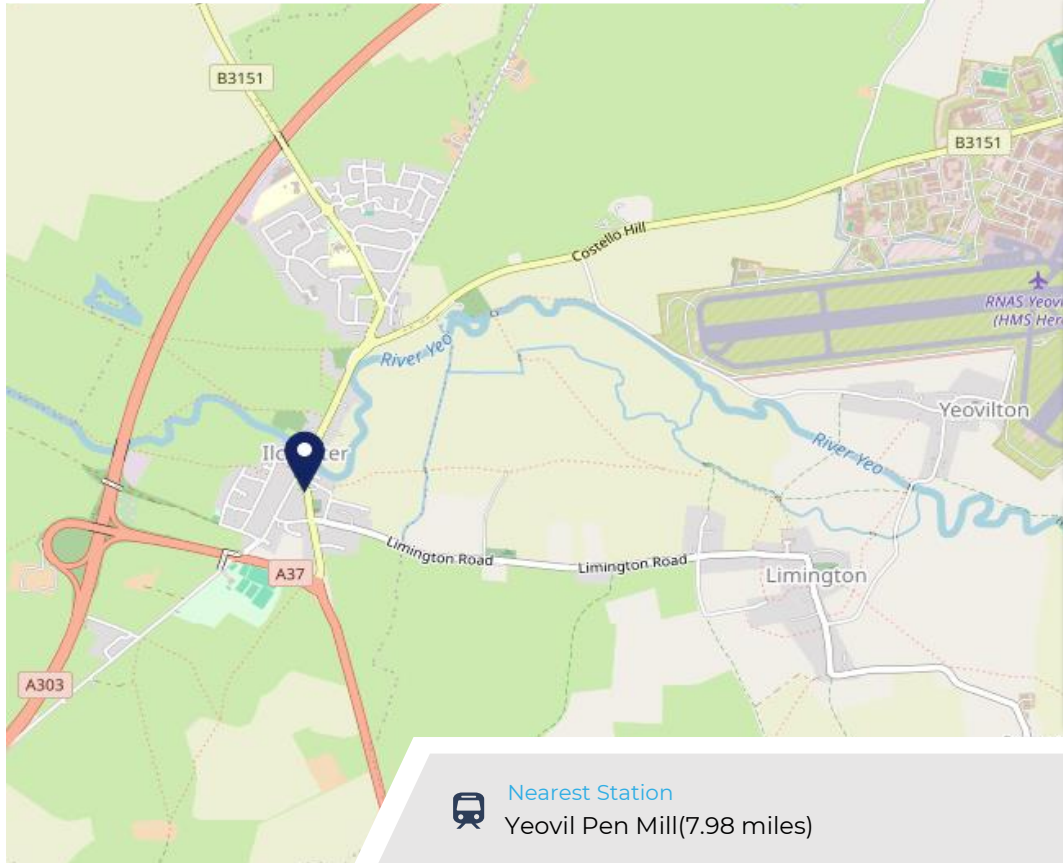 B3151
B3151
Costello Hill
RNAS Yeovi
(HMS Her
River Yeo
Yeovilton
River Yeo
Limington Road
Limington Road
A37
Limington
A303
Nearest Station
Yeovil Pen Mill(7.98 miles)